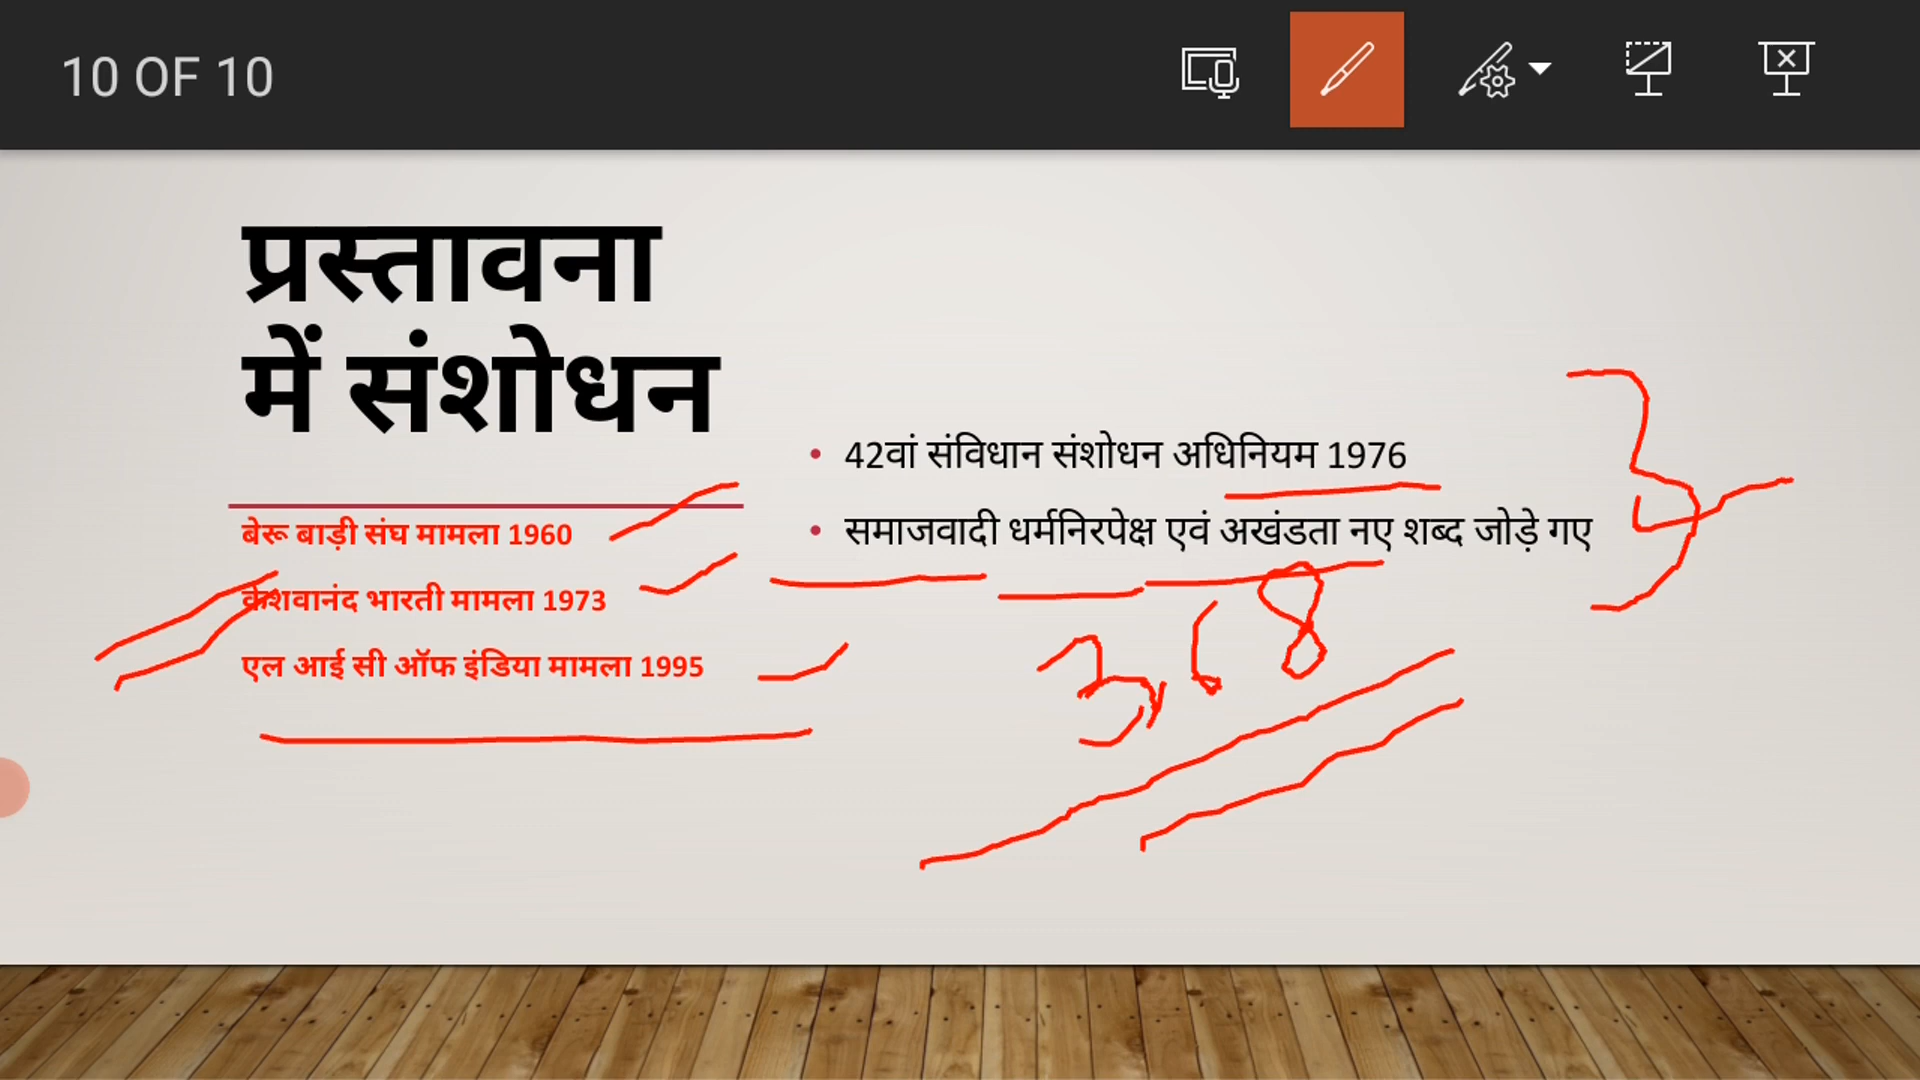 10 OF 10
प्रस्तावना
में संशोधन
बेरू बाड़ी संघ मामला 1960
केशवानंद भारती मामला 1973
एल आई सी ऑफ इंडिया मामला 1995
• 42वां संविधान संशोधन अधिनियम 1976
• समाजवादी धर्मनिरपेक्ष एवं अखंडता नए शब्द जोड़े गए
3,68